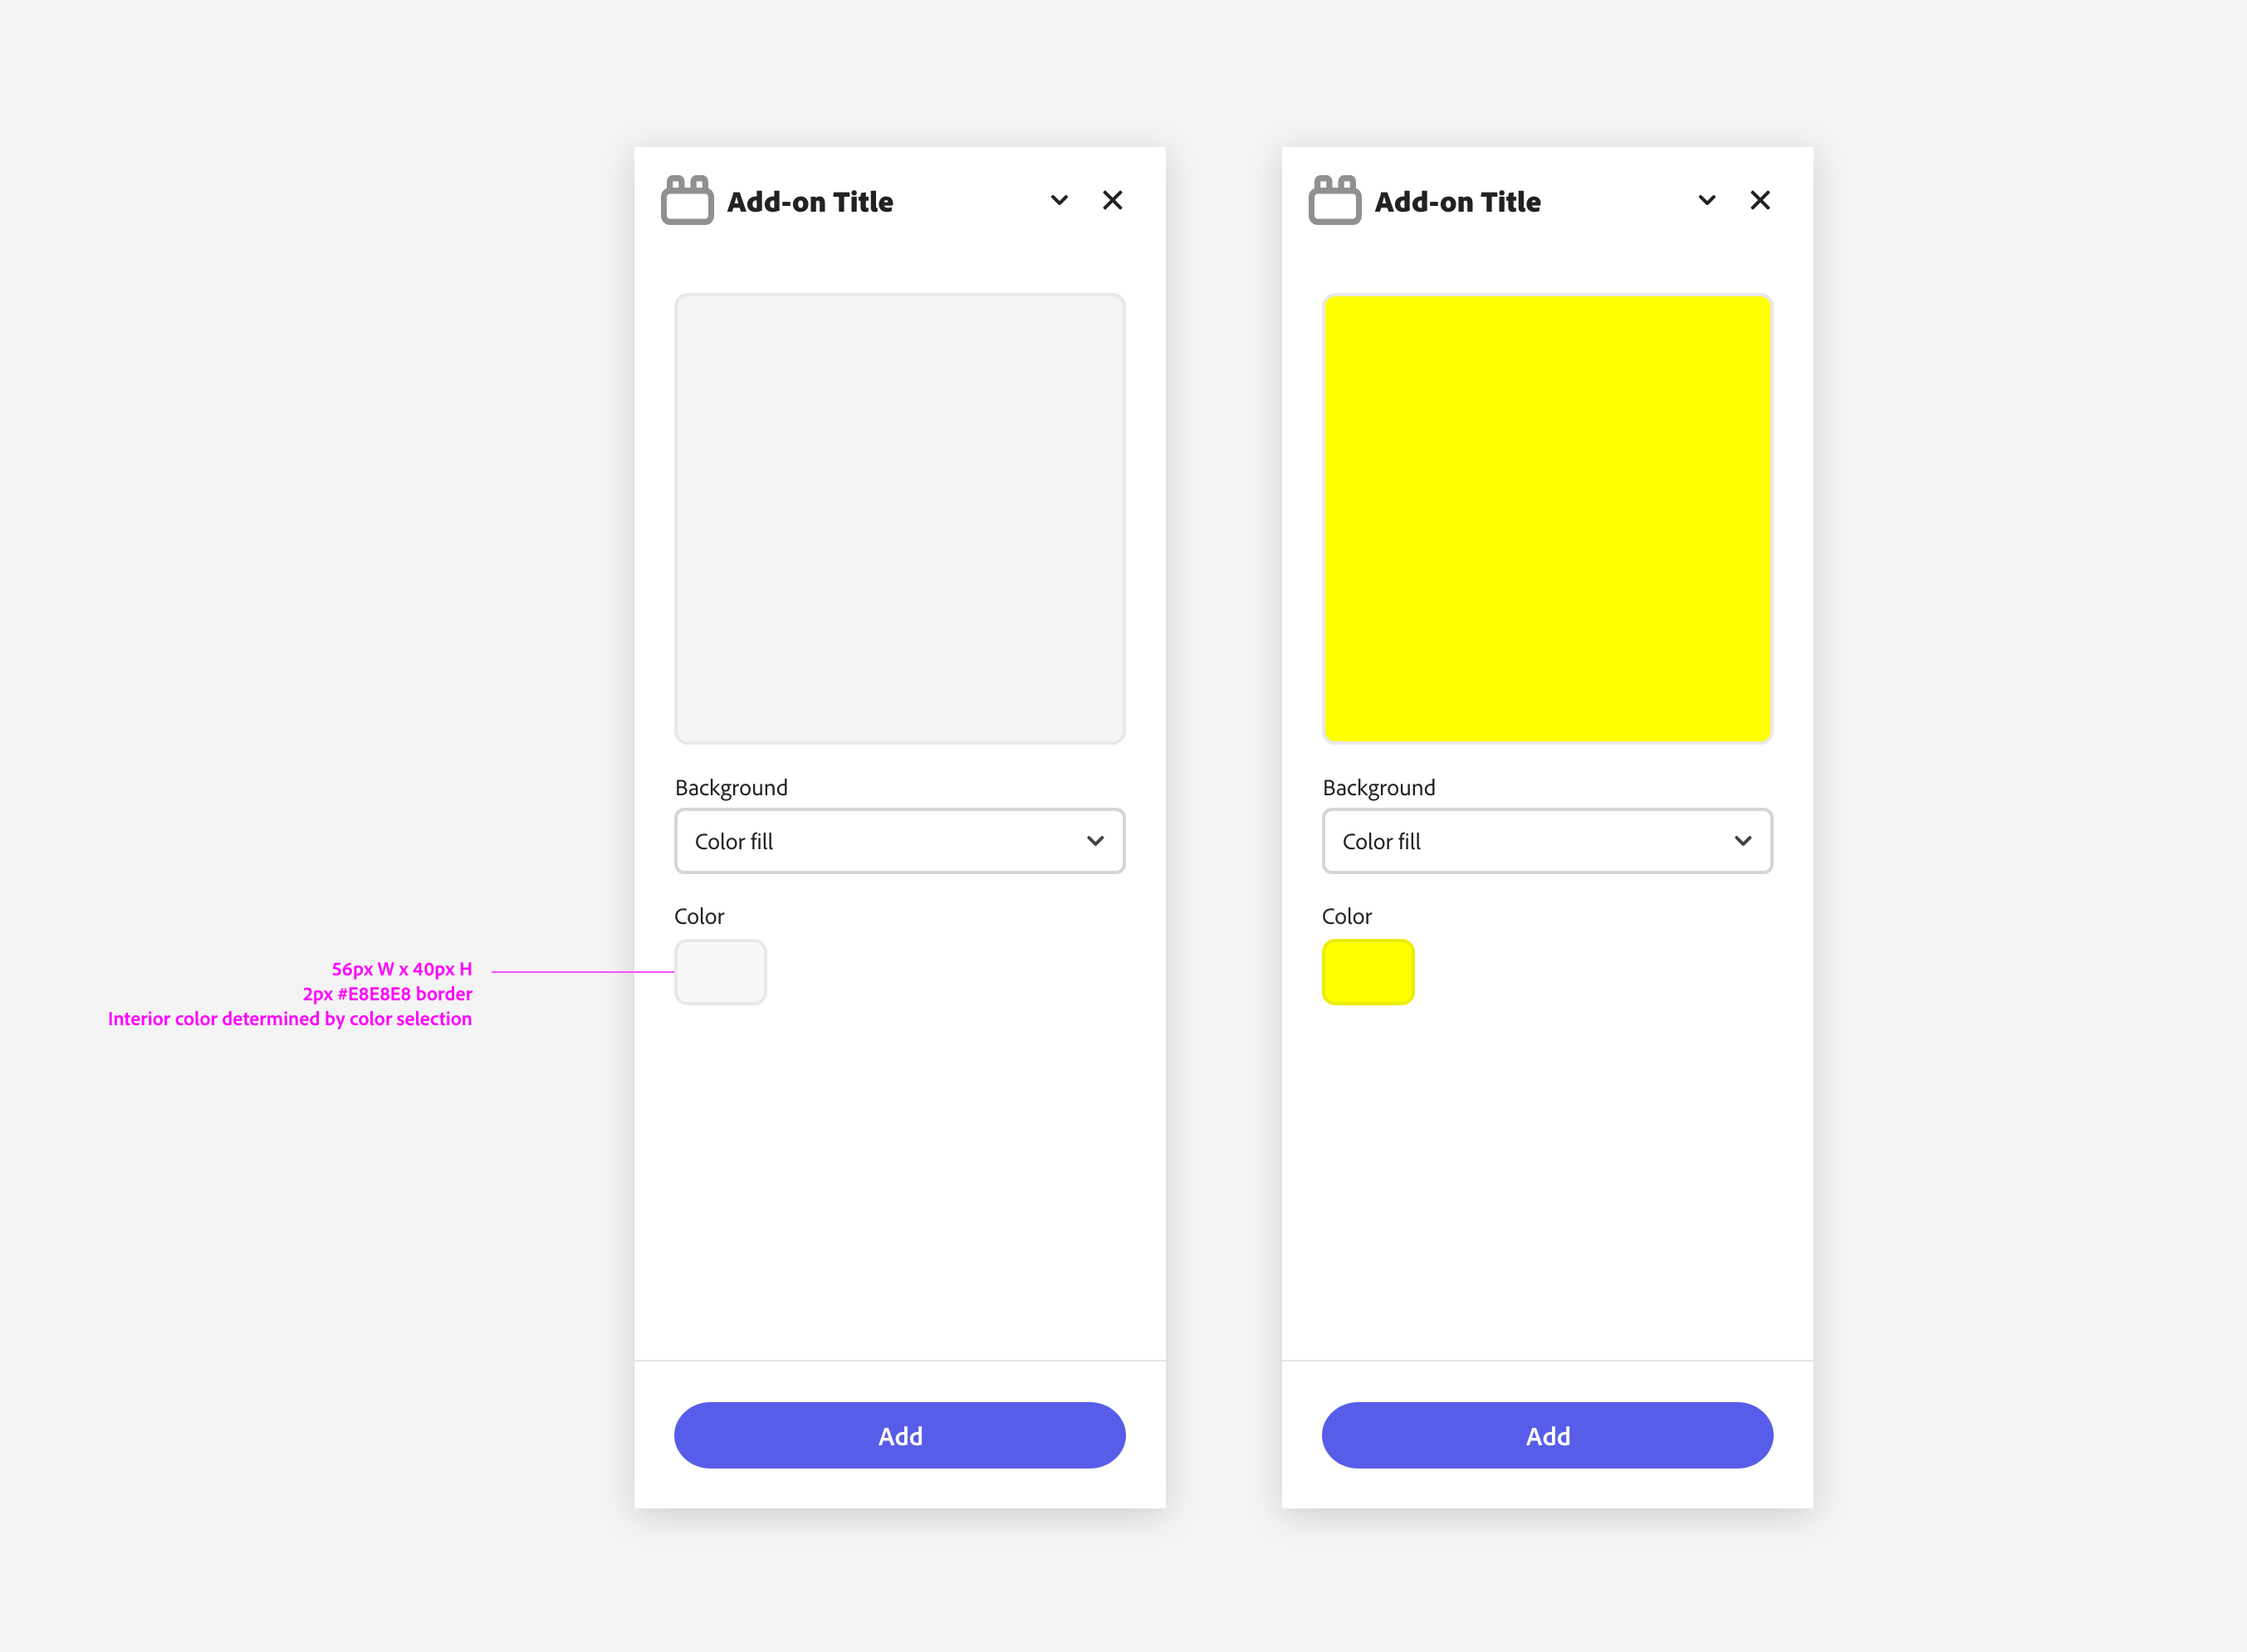 Add-on Title
Background
Color fill
Color
56px W x 40px H
2px #E8E8E8 border
Interior color determined by color selection
Add
Add-on Title
Background
Color fill
Color
Add